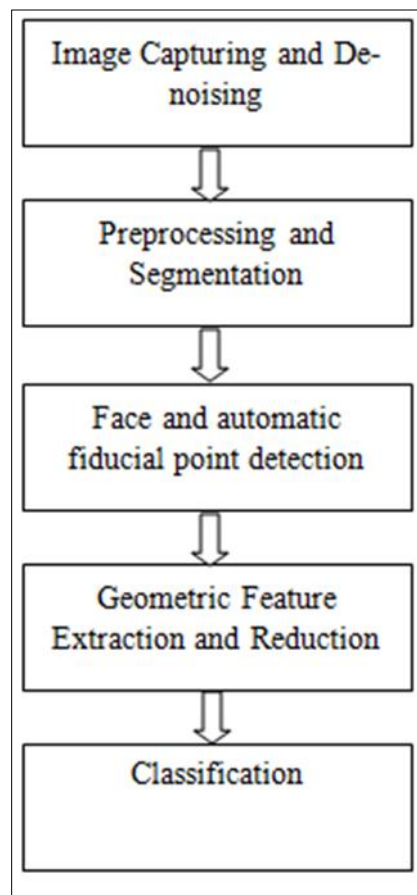 Image Capturing and De-
noising
Preprocessing and
Segmentation
Face and automatic
fiducial point detection
Geometric Feature
Extraction and Reduction
Classification